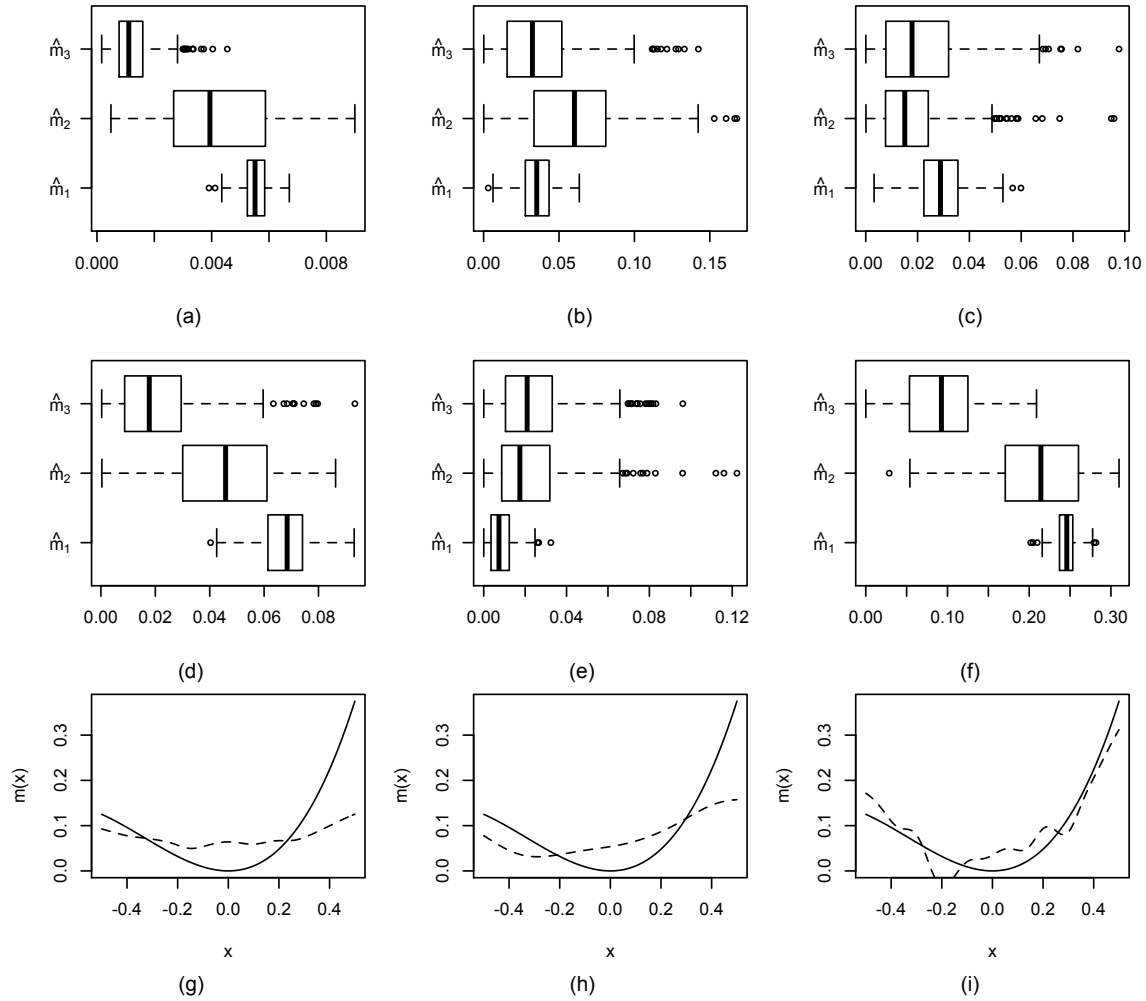 m̂3
m̂2
m̂1
0.000 0.004 0.008
(a)
m̂3
m̂2
m̂1
0.00 0.05 0.10 0.15
(b)
m̂3
m̂2
m̂1
0.00 0.02 0.04 0.06 0.08 0.10
(c)
m̂3
m̂2
m̂1
0.00 0.02 0.04 0.06 0.08
(d)
m̂3
m̂2
m̂1
0.00 0.04 0.08 0.12
(e)
m̂3
m̂2
m̂1
0.00 0.10 0.20 0.30
(f)
m(x)
0.3
0.2
0.1
0.0
-0.4 -0.2 0.0 0.2 0.4
x
(g)
m(x)
0.3
0.2
0.1
0.0
-0.4 -0.2 0.0 0.2 0.4
x
(h)
m(x)
0.3
0.2
0.1
0.0
-0.4 -0.2 0.0 0.2 0.4
x
(i)